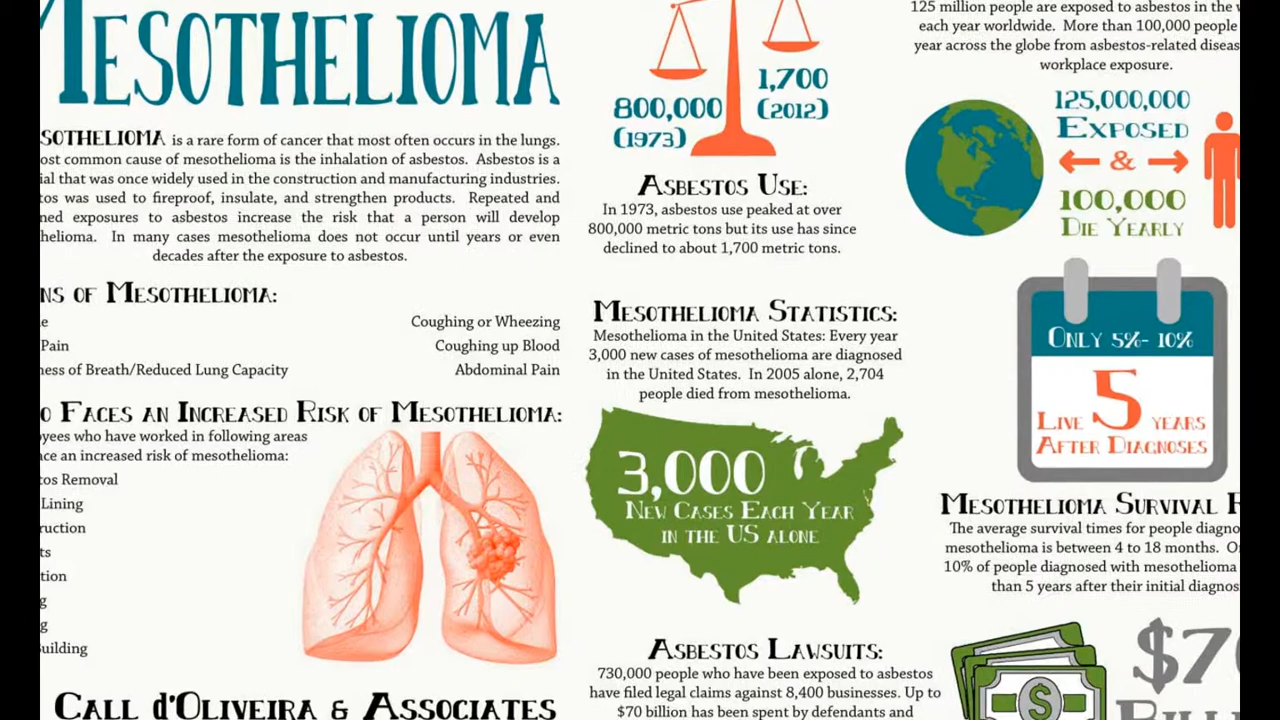 MESOTHELIOMA
SOTHELIOMA is a rare form of cancer that most often occurs in the lungs.
ost common cause of mesothelioma is the inhalation of asbestos. Asbestos is a
ial that was once widely used in the construction and manufacturing industries.
tos was used to fireproof, insulate, and strengthen products. Repeated and
ned exposures to asbestos increase the risk that a person will develop
helioma. In many cases mesothelioma does not occur until years or even
decades after the exposure to asbestos.
NS OF MESOTHELIOMA:
e Coughing or Wheezing
Pain Coughing up Blood
ness of Breath/Reduced Lung Capacity Abdominal Pain
O FACES AN INCREASED RISK OF MESOTHELIOMA:
oyees who have worked in following areas
nce an increased risk of mesothelioma:
tos Removal
Lining
ruction
ts
tion
g
g
uilding
CALL d'OLIVEIRA & ASSOCIATES
800,000
(1973)
1,700
(2012)
ASBESTOS USE:
In 1973, asbestos use peaked at over
800,000 metric tons but its use has since
declined to about 1,700 metric tons.
MESOTHELIOMA STATISTICS:
Mesothelioma in the United States: Every year
3,000 new cases of mesothelioma are diagnosed
in the United States. In 2005 alone, 2,704
people died from mesothelioma.
3,000
NEW CASES EACH YEAR
IN THE US ALONE
ASBESTOS LAWSUITS:
730,000 people who have been exposed to asbestos
have filed legal claims against 8,400 businesses. Up to
$70 billion has been spent by defendants and
125 million people are exposed to asbestos in the w
each year worldwide. More than 100,000 people
year across the globe from asbestos-related diseas
workplace exposure.
125,000,000
EXPOSED
&
100,000
DIE YEARLY
ONLY 5%- 10%
LIVE 5 YEARS
AFTER DIAGNOSES
MESOTHELIOMA SURVIVAL R
The average survival times for people diagno
mesothelioma is between 4 to 18 months. O
10% of people diagnosed with mesothelioma
than 5 years after their initial diagnos
$
$70
BILLI